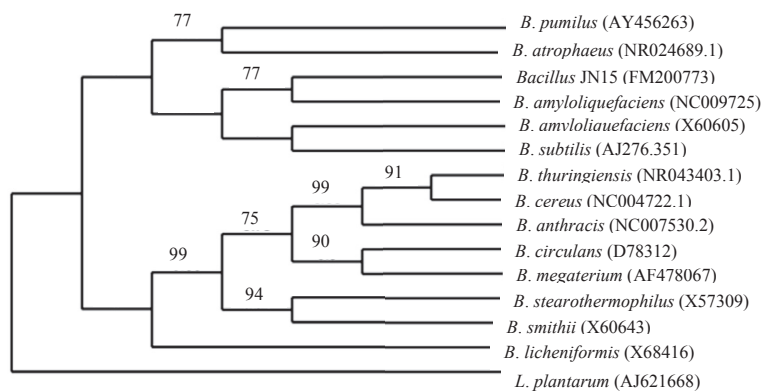 77
B. pumilus (AY456263)
B. atrophaeus (NR024689.1)
77
Bacillus JN15 (FM200773)
B. amyloliquefaciens (NC009725)
B. amyloliauefaciens (X60605)
B. subtilis (AJ276.351)
91
B. thuringiensis (NR043403.1)
99
B. cereus (NC004722.1)
75
B. anthracis (NC007530.2)
90
B. circulans (D78312)
99
B. megaterium (AF478067)
94
B. stearothermophilus (X57309)
B. smithii (X60643)
B. licheniformis (X68416)
L. plantarum (AJ621668)